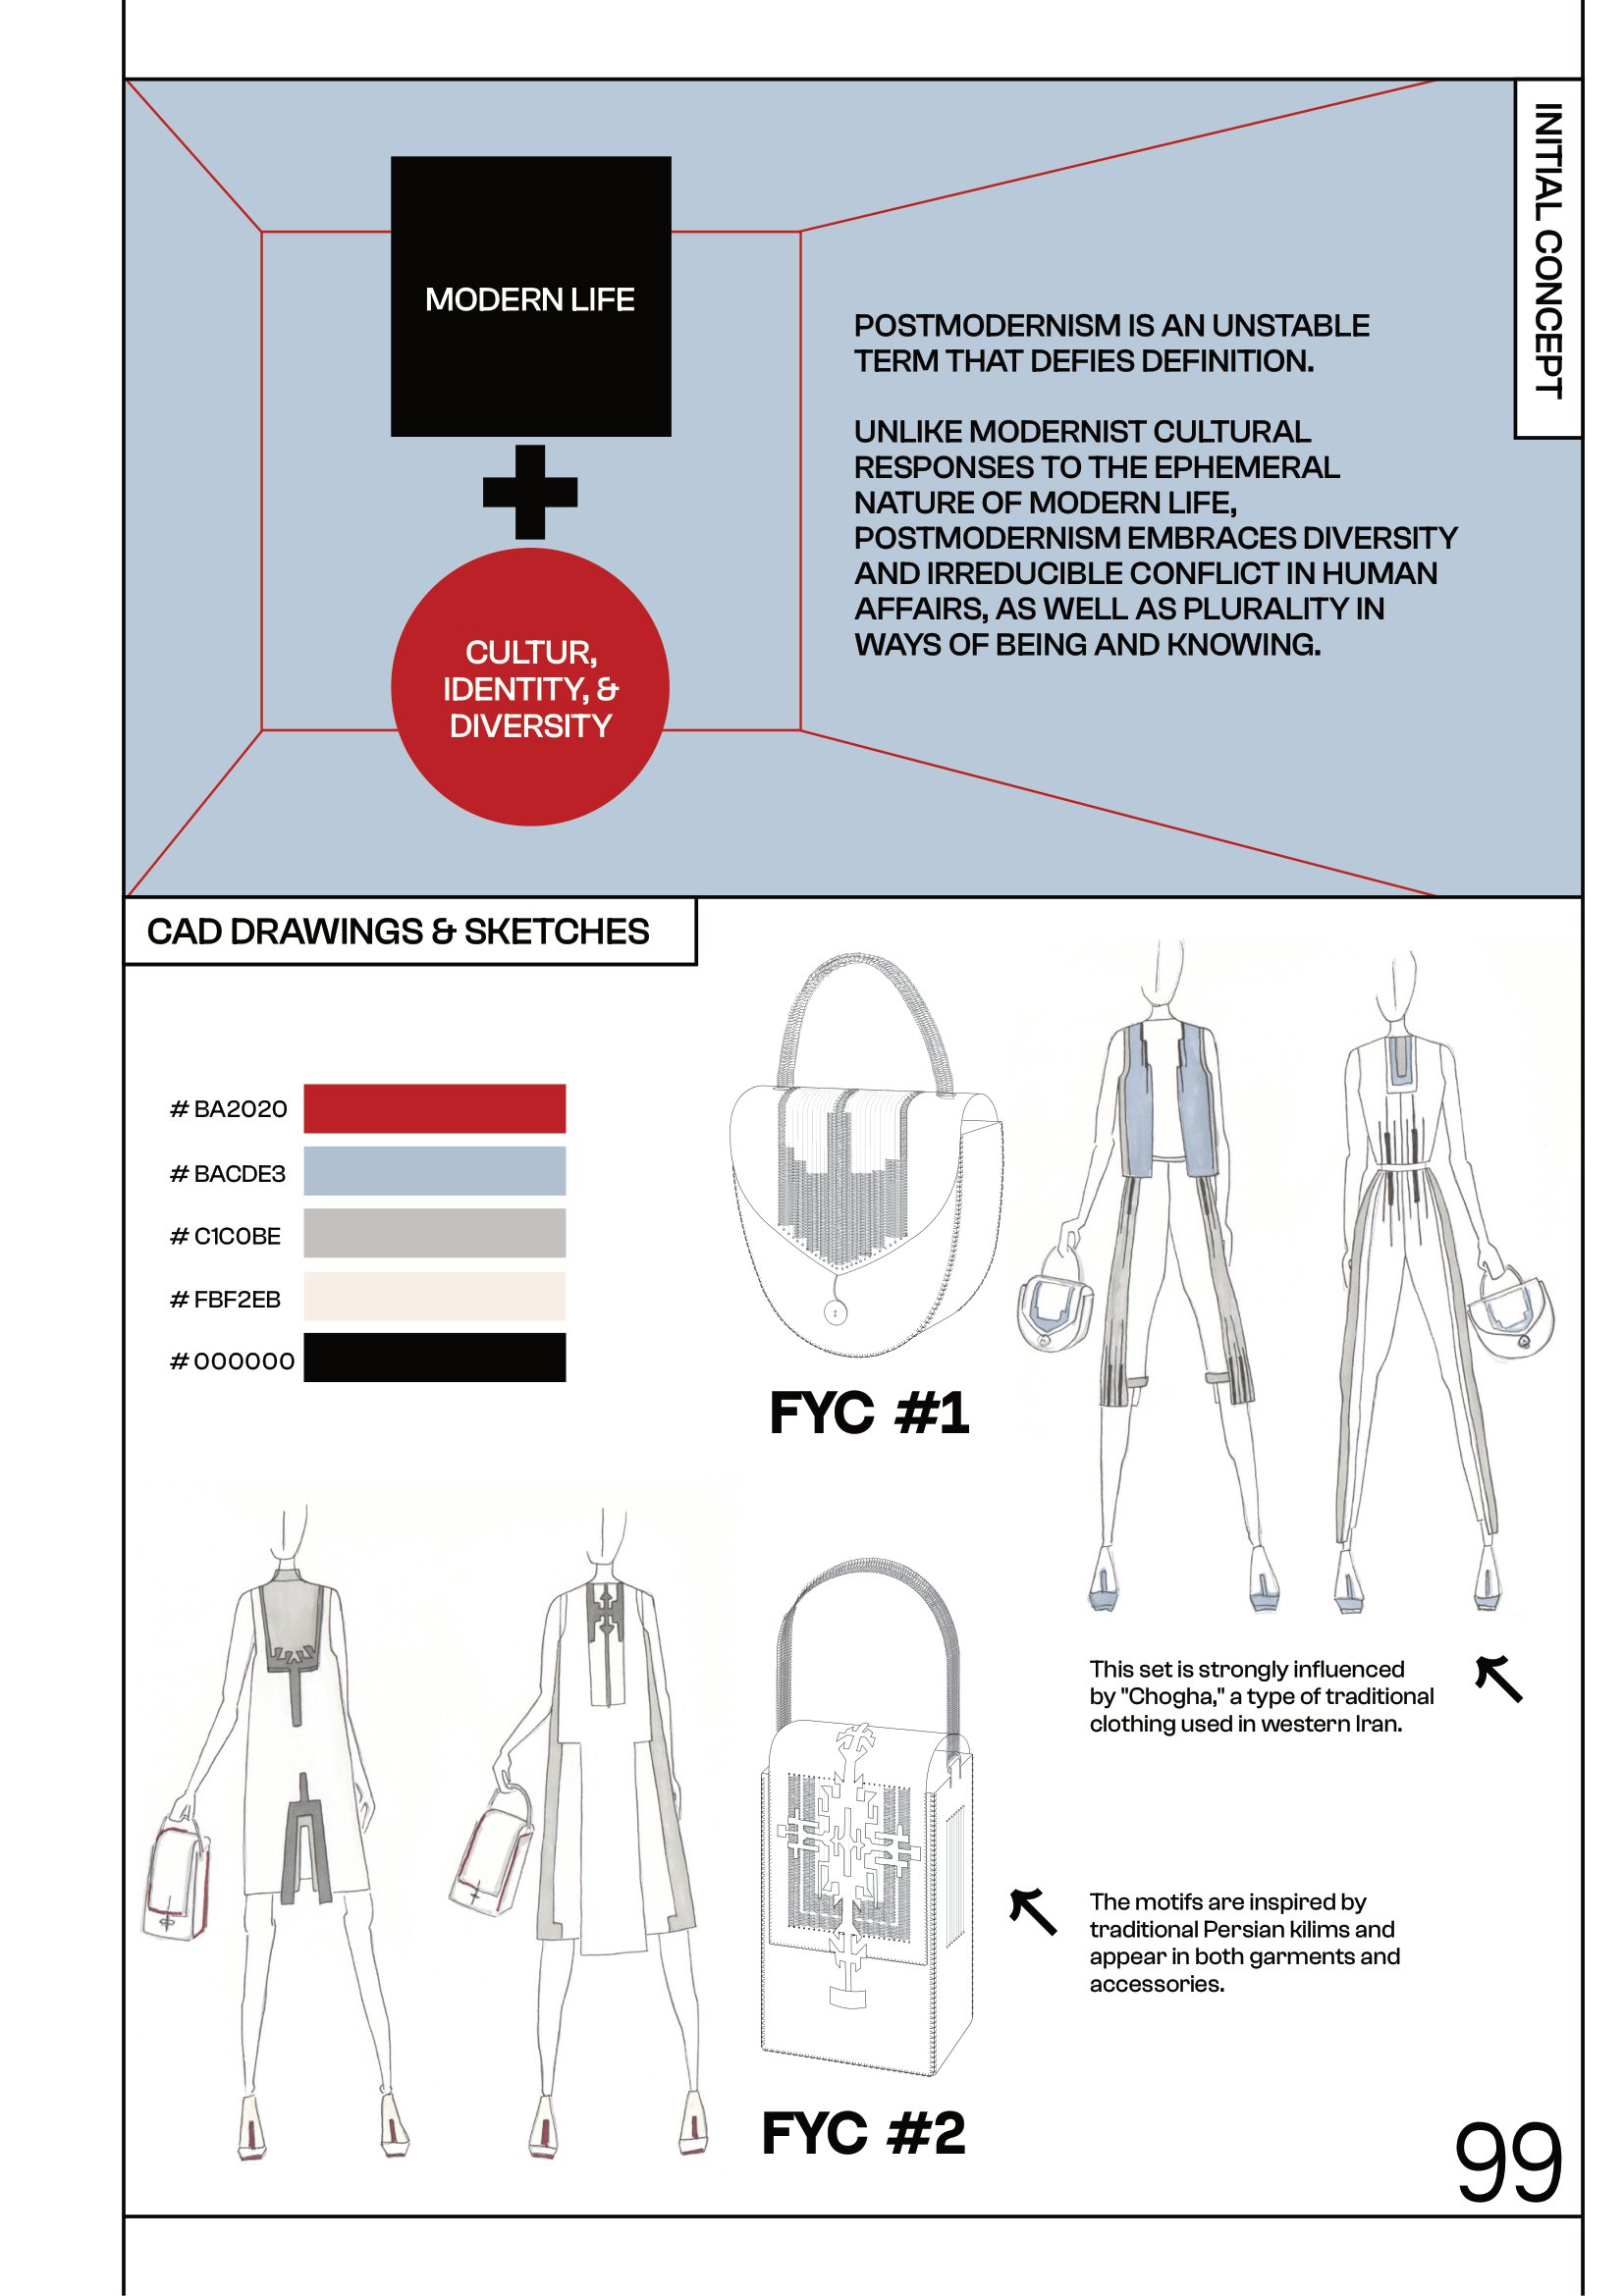 INITIAL CONCEPT
MODERN LIFE
CULTUR,
IDENTITY, &
DIVERSITY
POSTMODERNISM IS AN UNSTABLE
TERM THAT DEFIES DEFINITION.
UNLIKE MODERNIST CULTURAL
RESPONSES TO THE EPHEMERAL
NATURE OF MODERN LIFE,
POSTMODERNISM EMBRACES DIVERSITY
AND IRREDUCIBLE CONFLICT IN HUMAN
AFFAIRS, AS WELL AS PLURALITY IN
WAYS OF BEING AND KNOWING.
CAD DRAWINGS & SKETCHES
# BA2020
# BACDE3
# C1C0BE
# FBF2EB
# 000000
FYC #1
This set is strongly influenced
by "Chogha," a type of traditional
clothing used in western Iran.
The motifs are inspired by
traditional Persian kilims and
appear in both garments and
accessories.
FYC #2
99